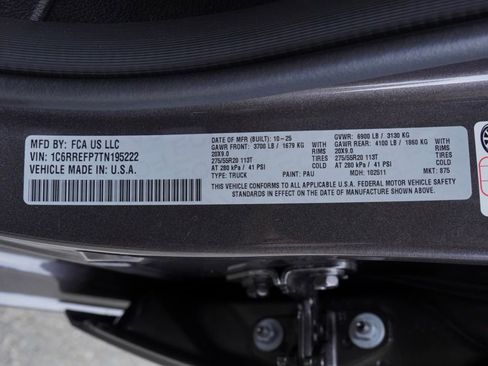 MFD BY: FCA US LLC
VIN: 1C6RREFP7TN195222
VEHICLE MADE IN: U.S.A.
DATE OF MFR (BUILT): 10-25 GVWR: 6900 LB / 3130 KG
GAWR FRONT: 3700 LB / 1679 KG WITH GAWR REAR: 4100 LB / 1860 KG WITH
20X9.0 RIMS 20X9.0 RIMS
275/55R20 113T TIRES 275/55R20 113T TIRES
AT 280 kPa / 41 PSI COLD AT 280 kPa / 41 PSI COLD
TYPE: TRUCK PAINT: PAU MDH: 102511 MKT: 875
THIS VEHICLE CONFORMS TO ALL APPLICABLE U.S.A. FEDERAL MOTOR VEHICLE SAFETY
STANDARDS IN EFFECT ON THE DATE OF MANUFACTURE SHOWN ABOVE.